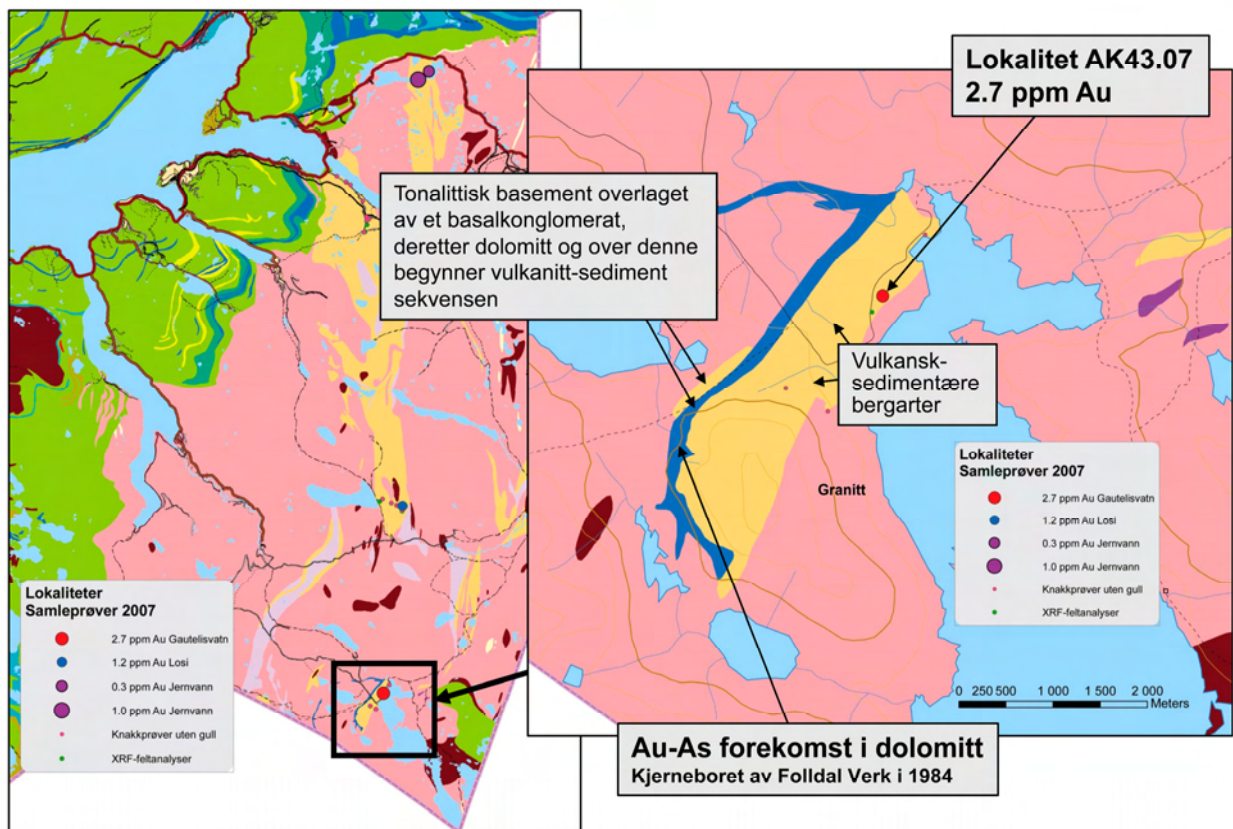 Lokalitet AK43.07
2.7 ppm Au
Tonalittisk basement overlaget
av et basalkonglomerat,
deretter dolomitt og over denne
begynner vulkanitt-sediment
sekvensen
Vulkansk-
sedimentære
bergarter
Granitt
Lokaliteter
Samleprøver 2007
2.7 ppm Au Gautelisvatn
1.2 ppm Au Losi
0.3 ppm Au Jernvann
1.0 ppm Au Jernvann
Knakkprøver uten gull
XRF-feltanalyser
Lokaliteter
Samleprøver 2007
2.7 ppm Au Gautelisvatn
1.2 ppm Au Losi
0.3 ppm Au Jernvann
1.0 ppm Au Jernvann
Knakkprøver uten gull
XRF-feltanalyser
0 250 500 1 000 1 500 2 000
Meters
Au-As forekomst i dolomitt
Kjerneboret av Folldal Verk i 1984